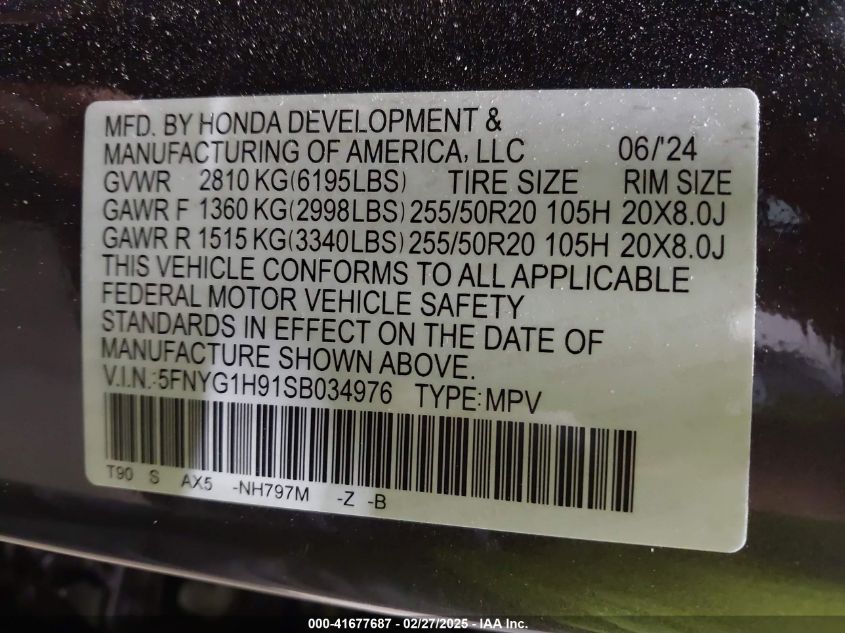 MFD. BY HONDA DEVELOPMENT &
MANUFACTURING OF AMERICA, LLC 06/'24
GVWR 2810 KG(6195LBS) TIRE SIZE RIM SIZE
GAWR F 1360 KG(2998LBS) 255/50R20 105H 20X8.0J
GAWR R 1515 KG(3340LBS) 255/50R20 105H 20X8.0J
THIS VEHICLE CONFORMS TO ALL APPLICABLE
FEDERAL MOTOR VEHICLE SAFETY
STANDARDS IN EFFECT ON THE DATE OF
MANUFACTURE SHOWN ABOVE.
V.I.N.:5FNYG1H91SB034976 TYPE:MPV
T90 S AX5 -NH797M -Z -B
000-41677687 - 02/27/2025 - IAA Inc.